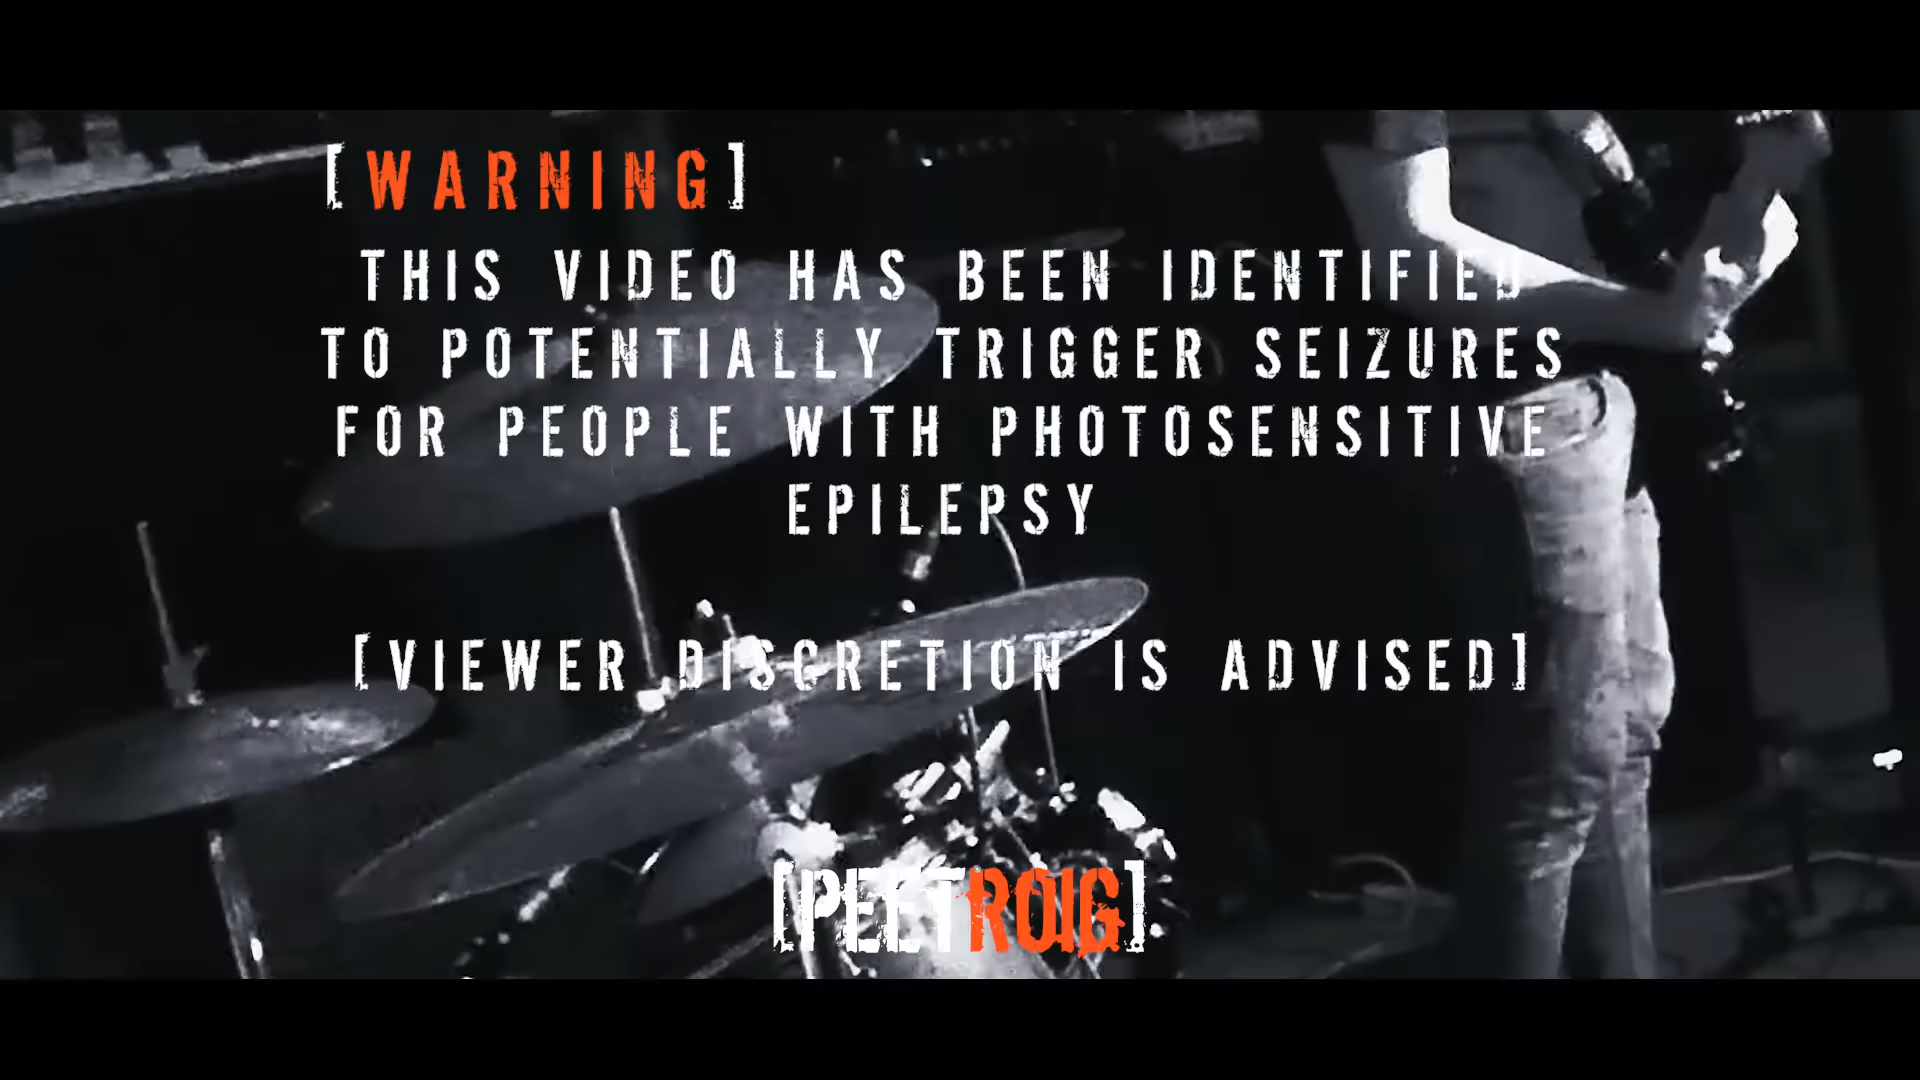 [WARNING]
THIS VIDEO HAS BEEN IDENTIFIED
TO POTENTIALLY TRIGGER SEIZURES
FOR PEOPLE WITH PHOTOSENSITIVE
EPILEPSY
[VIEWER DISCRETION IS ADVISED]
[PEETROIG]